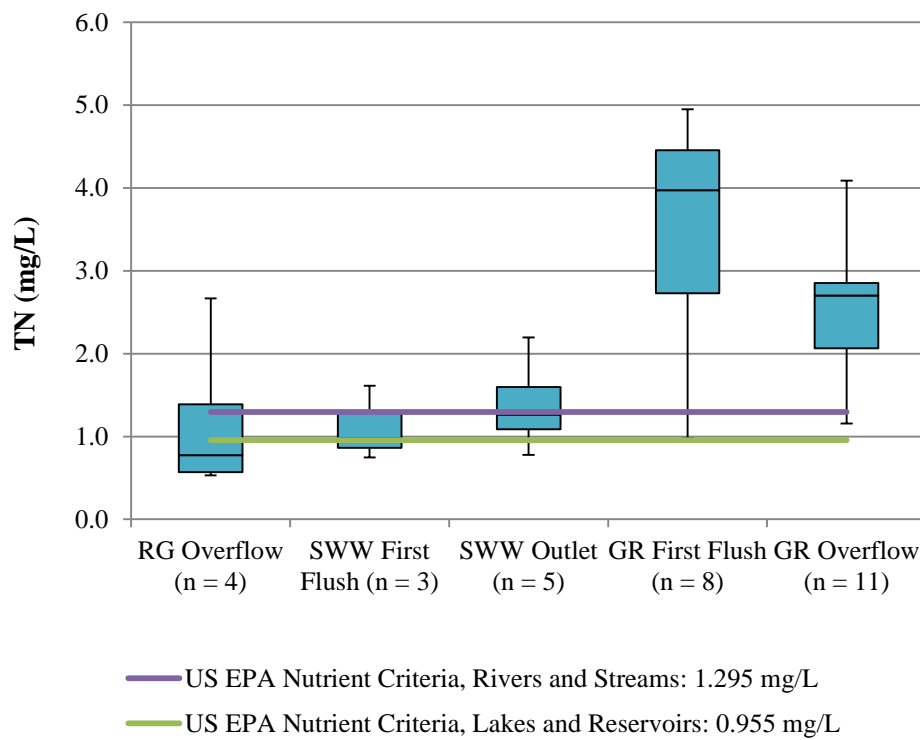 6.0
5.0
4.0
3.0
2.0
1.0
0.0
TN (mg/L)
RG Overflow (n = 4)
SWW First Flush (n = 3)
SWW Outlet (n = 5)
GR First Flush (n = 8)
GR Overflow (n = 11)
US EPA Nutrient Criteria, Rivers and Streams: 1.295 mg/L
US EPA Nutrient Criteria, Lakes and Reservoirs: 0.955 mg/L